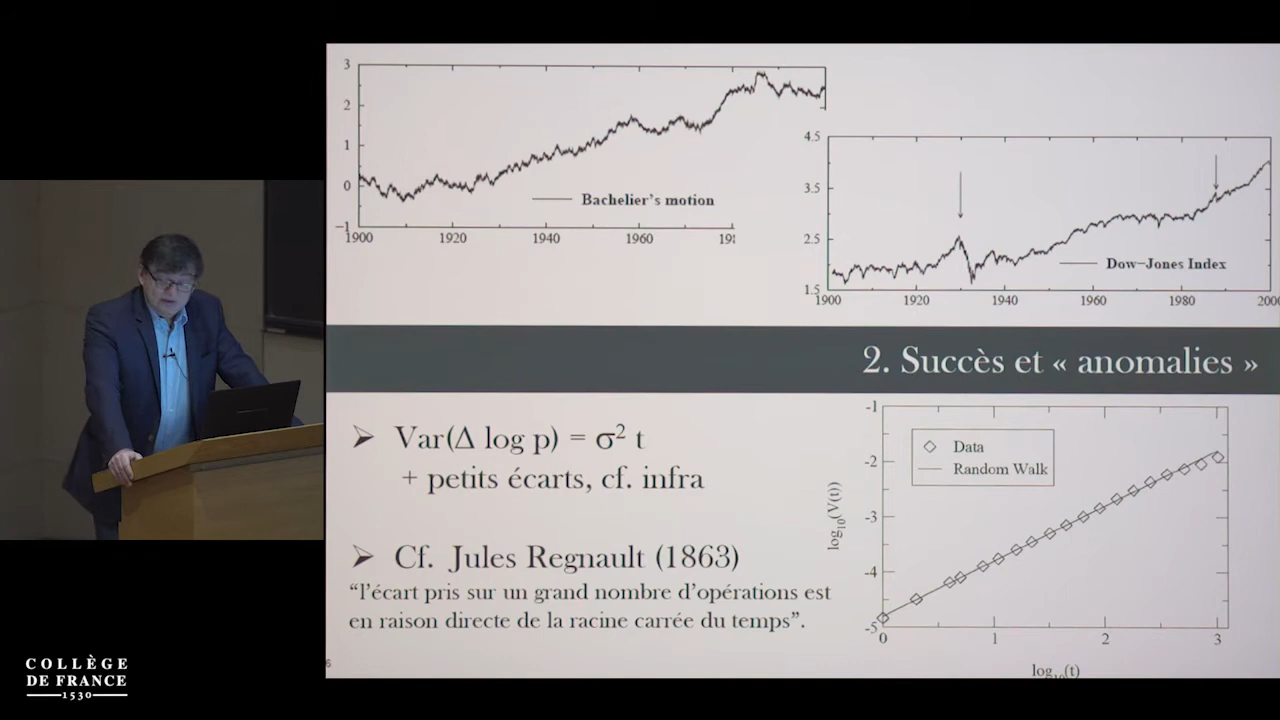 3
2
1
0
−1
1900
1920
1940
1960
Bachelier's motion
4.5
3.5
2.5
1.5
1900
1920
1940
1960
1980
Dow−Jones Index
2. Succès et « anomalies »
➢ Var(Δ log p) = σ² t
+ petits écarts, cf. infra
➢ Cf. Jules Regnault (1863)
“l'écart pris sur un grand nombre d'opérations est
en raison directe de la racine carrée du temps”.
-1
-2
-3
-4
-5
0
1
2
3
log10(V(t))
Data
Random Walk
COLLÈGE
DE FRANCE
1530